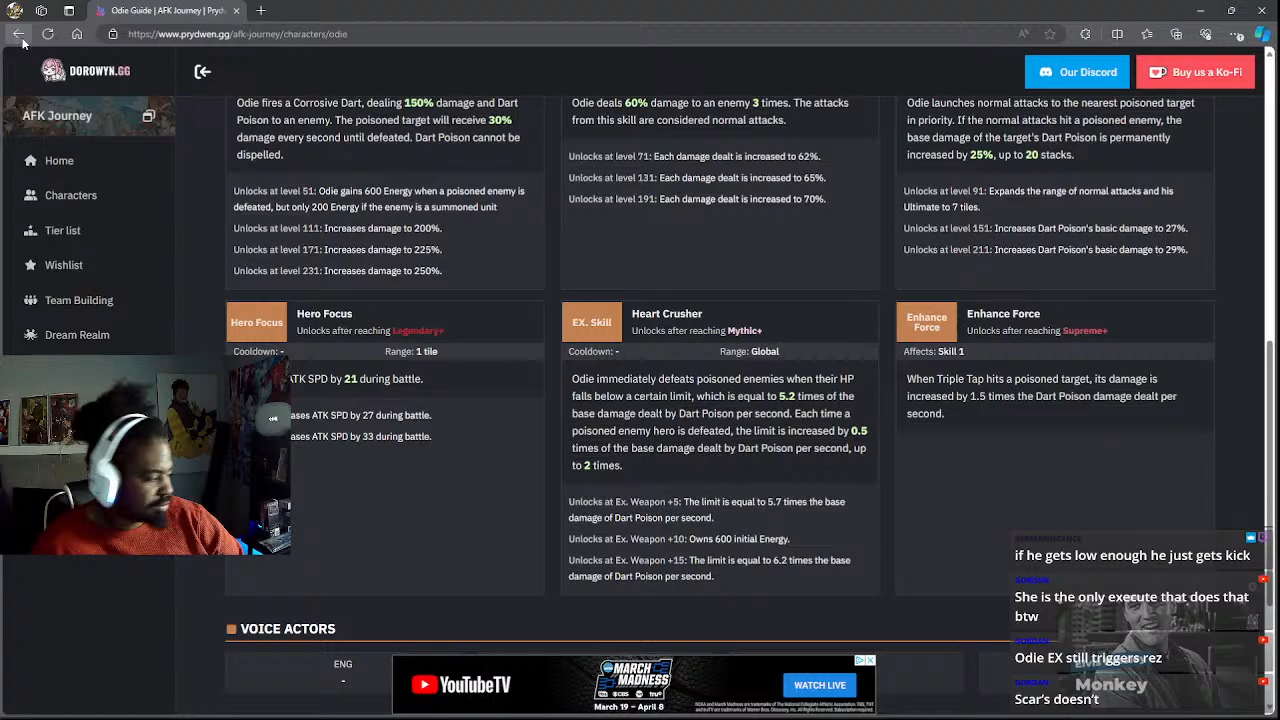 Odie Guide | AFK Journey | Prydw
https://www.prydwen.gg/afk-journey/characters/odie
DOROWYN.GG
Our Discord
Buy us a Ko-Fi
AFK Journey
Home
Characters
Tier list
Wishlist
Team Building
Dream Realm
Odie fires a Corrosive Dart, dealing 150% damage and Dart
Poison to an enemy. The poisoned target will receive 30%
damage every second until defeated. Dart Poison cannot be
dispelled.
Unlocks at level 51: Odie gains 600 Energy when a poisoned enemy is
defeated, but only 200 Energy if the enemy is a summoned unit
Unlocks at level 111: Increases damage to 200%.
Unlocks at level 171: Increases damage to 225%.
Unlocks at level 231: Increases damage to 250%.
Odie deals 60% damage to an enemy 3 times. The attacks
from this skill are considered normal attacks.
Unlocks at level 71: Each damage dealt is increased to 62%.
Unlocks at level 131: Each damage dealt is increased to 65%.
Unlocks at level 191: Each damage dealt is increased to 70%.
Odie launches normal attacks to the nearest poisoned target
in priority. If the normal attacks hit a poisoned enemy, the
base damage of the target's Dart Poison is permanently
increased by 25%, up to 20 stacks.
Unlocks at level 91: Expands the range of normal attacks and his
Ultimate to 7 tiles.
Unlocks at level 151: Increases Dart Poison's basic damage to 27%.
Unlocks at level 211: Increases Dart Poison's basic damage to 29%.
Hero Focus
Hero Focus
Unlocks after reaching Legendary+
Cooldown: -
Range: 1 tile
ATK SPD by 21 during battle.
ases ATK SPD by 27 during battle.
ases ATK SPD by 33 during battle.
EX. Skill
Heart Crusher
Unlocks after reaching Mythic+
Cooldown: -
Range: Global
Odie immediately defeats poisoned enemies when their HP
falls below a certain limit, which is equal to 5.2 times of the
base damage dealt by Dart Poison per second. Each time a
poisoned enemy hero is defeated, the limit is increased by 0.5
times of the base damage dealt by Dart Poison per second, up
to 2 times.
Unlocks at Ex. Weapon +5: The limit is equal to 5.7 times the base
damage of Dart Poison per second.
Unlocks at Ex. Weapon +10: Owns 600 initial Energy.
Unlocks at Ex. Weapon +15: The limit is equal to 6.2 times the base
damage of Dart Poison per second.
Enhance
Force
Enhance Force
Unlocks after reaching Supreme+
Affects: Skill 1
When Triple Tap hits a poisoned target, its damage is
increased by 1.5 times the Dart Poison damage dealt per
second.
VOICE ACTORS
ENG
-
YouTubeTV
MARCH
MADNESS
March 19 – April 8
WATCH LIVE
if he gets low enough he just gets kick
She is the only execute that does that
btw
Odie EX still triggers rez
Monkey
Scar's doesn't